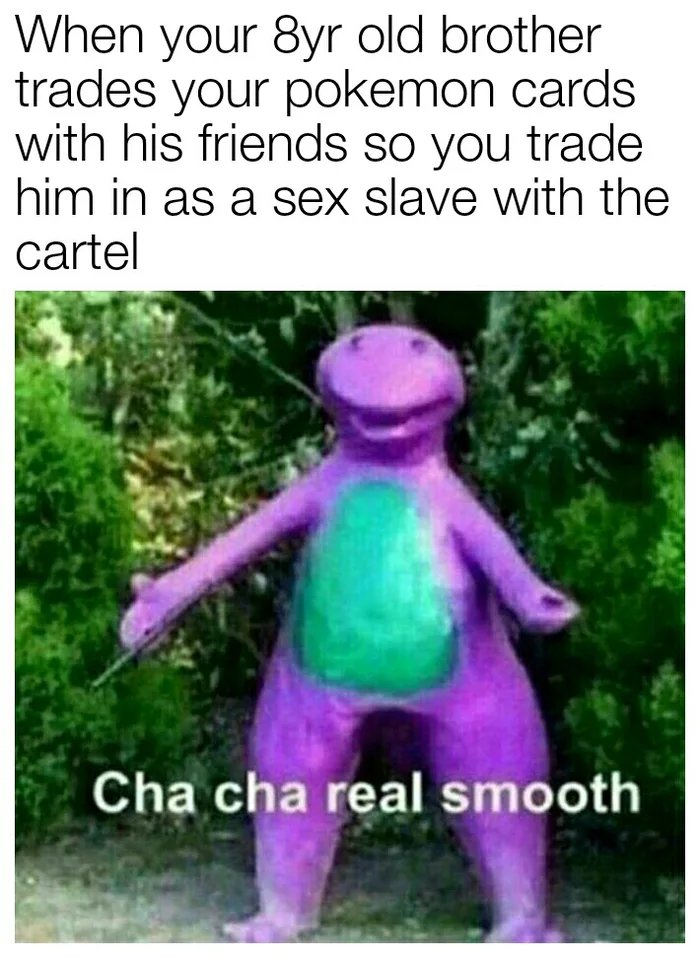 When your 8yr old brother
trades your pokemon cards
with his friends so you trade
him in as a sex slave with the
cartel
Cha cha real smooth